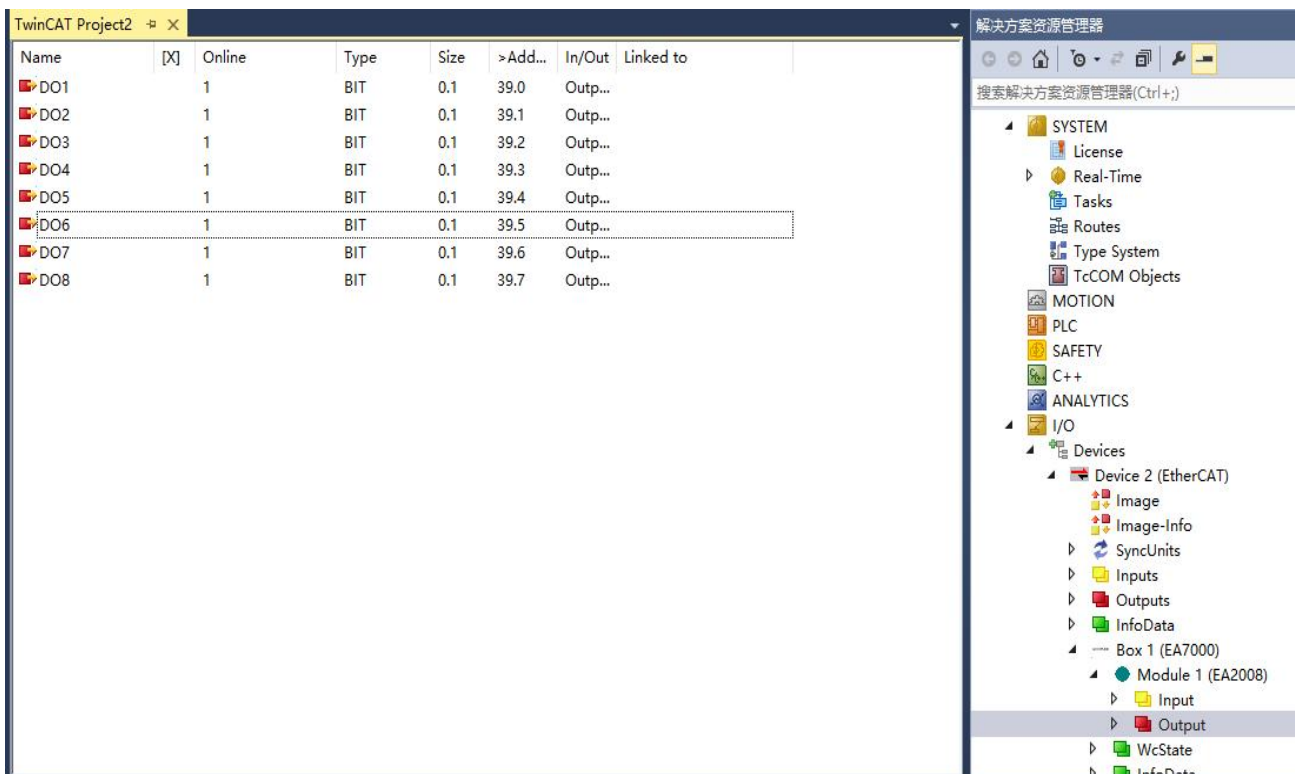 TwinCAT Project2
Name [X] Online Type Size >Add... In/Out Linked to
DO1 1 BIT 0.1 39.0 Outp...
DO2 1 BIT 0.1 39.1 Outp...
DO3 1 BIT 0.1 39.2 Outp...
DO4 1 BIT 0.1 39.3 Outp...
DO5 1 BIT 0.1 39.4 Outp...
DO6 1 BIT 0.1 39.5 Outp...
DO7 1 BIT 0.1 39.6 Outp...
DO8 1 BIT 0.1 39.7 Outp...
解决方案资源管理器
搜索解决方案资源管理器(Ctrl+;)
SYSTEM
License
Real-Time
Tasks
Routes
Type System
TcCOM Objects
MOTION
PLC
SAFETY
C++
ANALYTICS
I/O
Devices
Device 2 (EtherCAT)
Image
Image-Info
SyncUnits
Inputs
Outputs
InfoData
Box 1 (EA7000)
Module 1 (EA2008)
Input
Output
WcState
InfoData